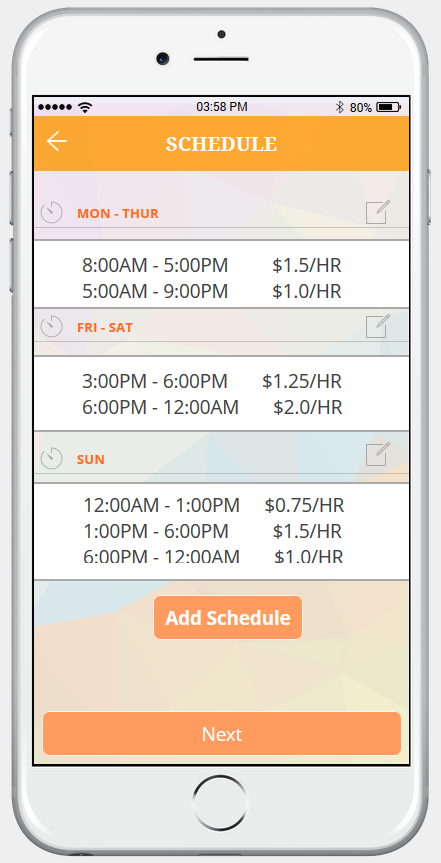 03:58 PM 80%
SCHEDULE
MON - THUR
8:00AM - 5:00PM $1.5/HR
5:00AM - 9:00PM $1.0/HR
FRI - SAT
3:00PM - 6:00PM $1.25/HR
6:00PM - 12:00AM $2.0/HR
SUN
12:00AM - 1:00PM $0.75/HR
1:00PM - 6:00PM $1.5/HR
6:00PM - 12:00AM $1.0/HR
Add Schedule
Next